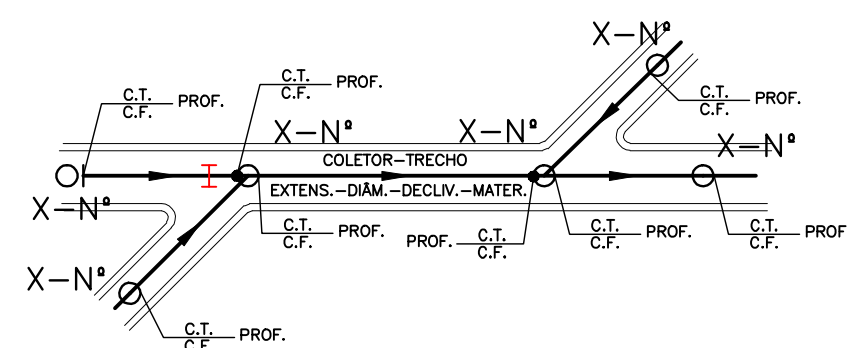 X-Nº
C.T. PROF.
C.F.
C.T. PROF.
C.F.
C.T. PROF.
C.F.
X-Nº
X-Nº
X-Nº
COLETOR-TRECHO
EXTENS.-DIÂM.-DECLIV.-MATER.
X-Nº
C.T. PROF.
C.F.
PROF. C.T.
C.F.
C.T. PROF.
C.F.
C.T. PROF
C.F.
X-Nº
C.T. PROF.
C.F.